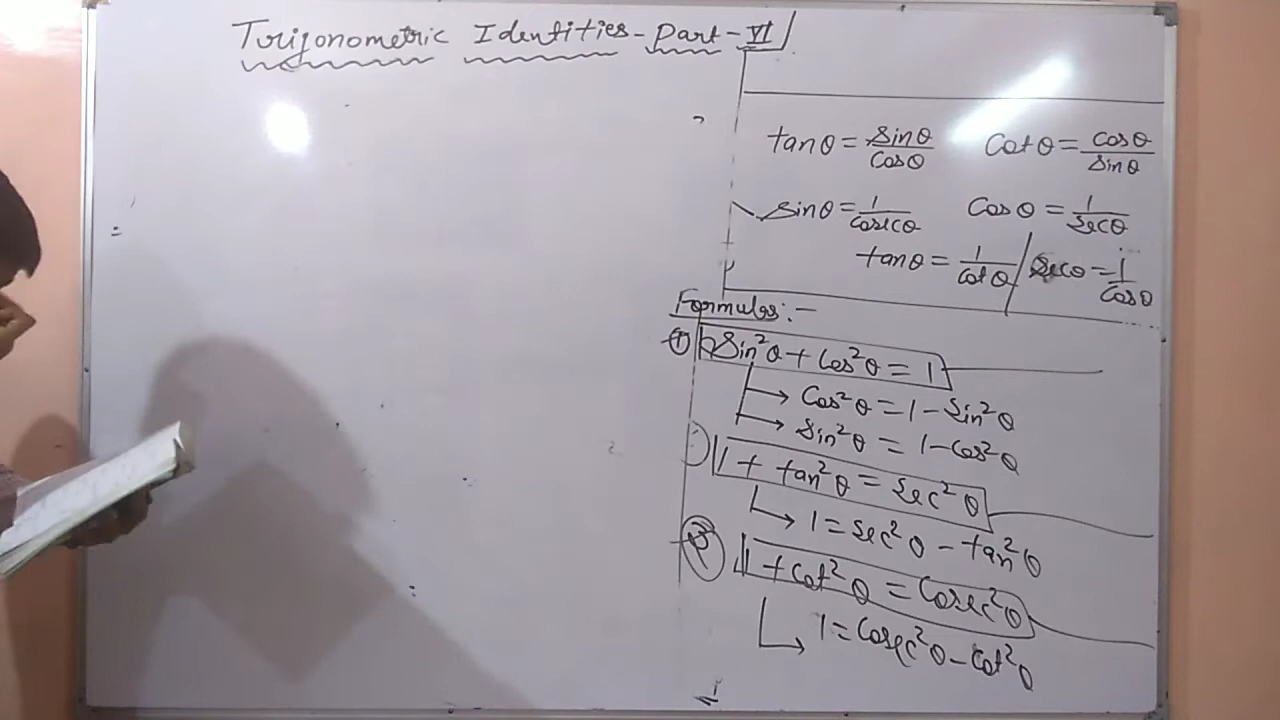 Trigonometric Identities - Part - VI
tanθ = Sinθ/Cosθ Cotθ = Cosθ/Sinθ
Sinθ = 1/Cosecθ Cosθ = 1/Secθ
tanθ = 1/Cotθ / Secθ = 1/Cosθ
Formulas:-
① Sin²θ + Cos²θ = 1
→ Cos²θ = 1 - Sin²θ
→ Sin²θ = 1 - Cos²θ
1 + tan²θ = Sec²θ
→ 1 = Sec²θ - tan²θ
1 + Cot²θ = Cosec²θ
→ 1 = Cosec²θ - Cot²θ